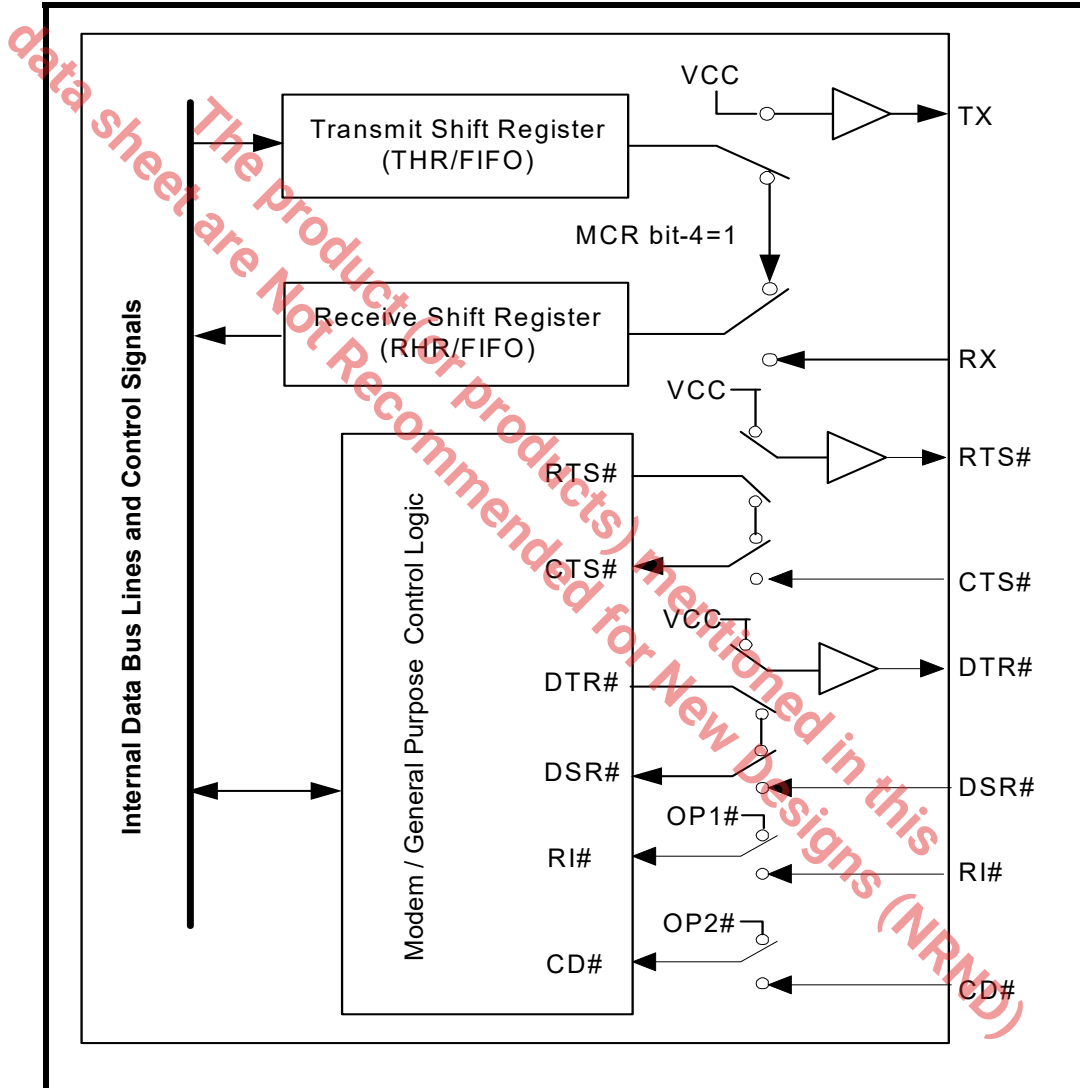 The product (or products) mentioned in this
data sheet are Not Recommended for New Designs (NRND)
VCC
TX
Transmit Shift Register
(THR/FIFO)
MCR bit-4=1
Receive Shift Register
(RHR/FIFO)
RX
VCC
RTS#
RTS#
CTS#
CTS#
VCC
DTR#
DTR#
DSR#
DSR#
OP1#
RI#
RI#
OP2#
CD#
CD#
Internal Data Bus Lines and Control Signals
Modem / General Purpose Control Logic